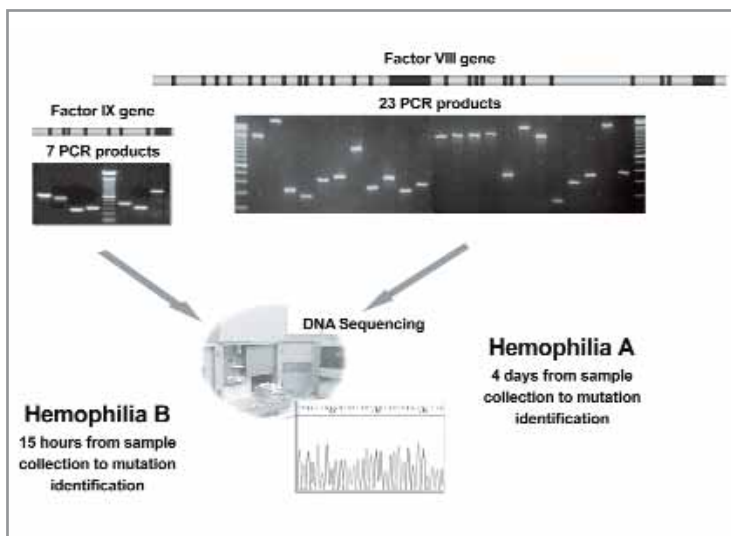 Factor VIII gene
23 PCR products
Factor IX gene
7 PCR products
DNA Sequencing
Hemophilia A
4 days from sample
collection to mutation
identification
Hemophilia B
15 hours from sample
collection to mutation
identification